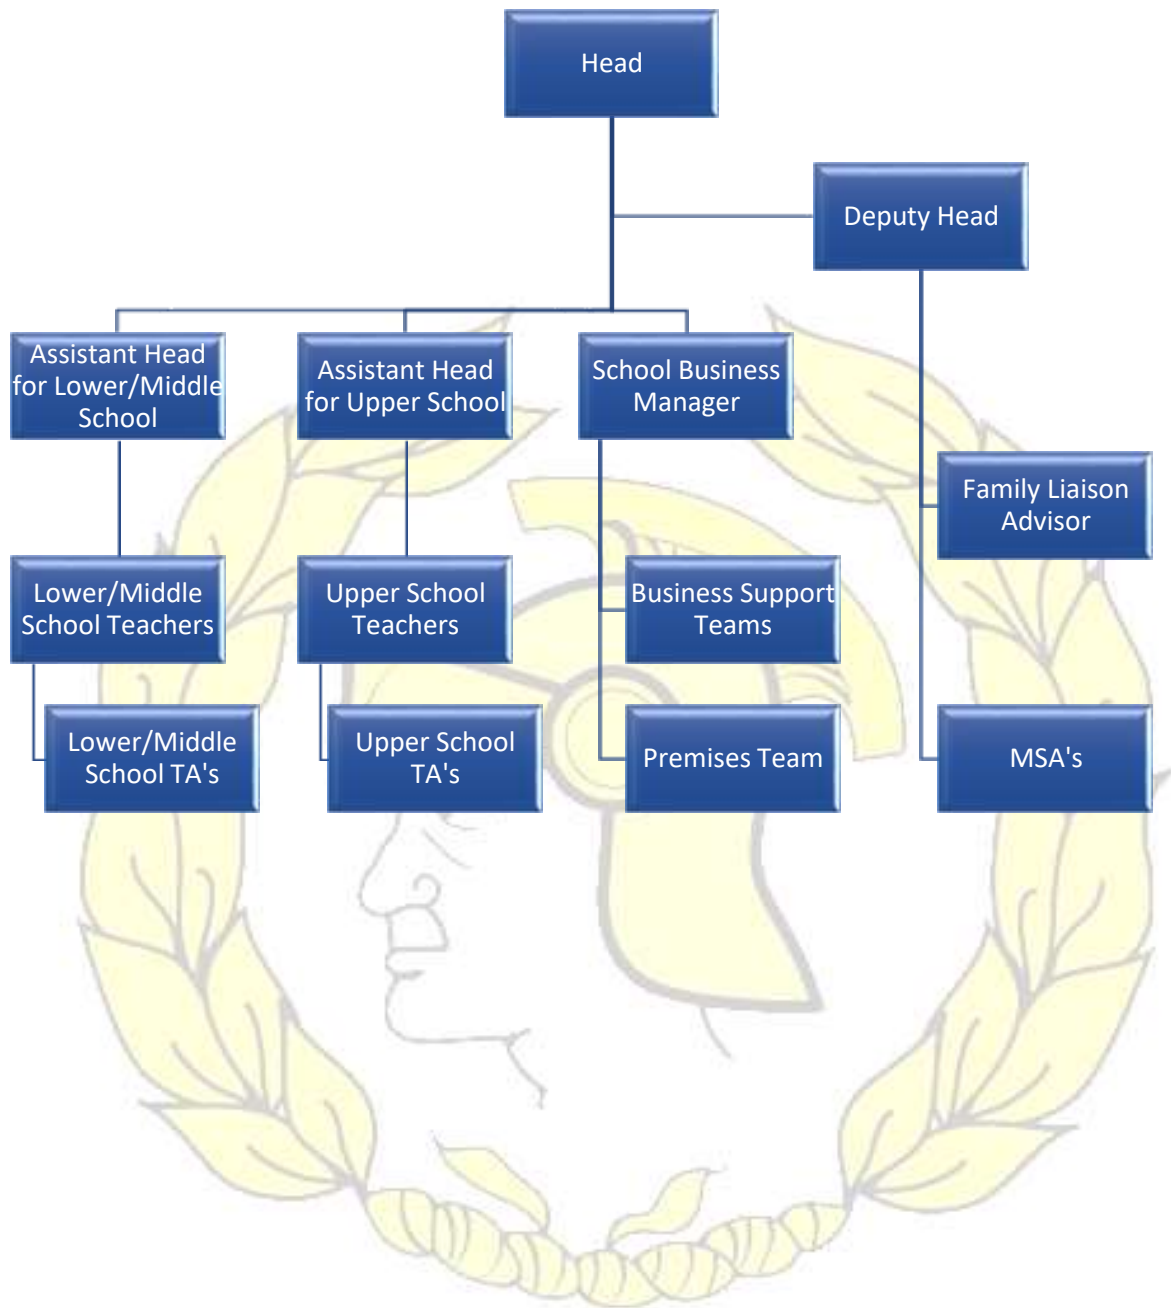 Head
Deputy Head
Assistant Head
for Lower/Middle
School
Assistant Head
for Upper School
School Business
Manager
Family Liaison
Advisor
Lower/Middle
School Teachers
Upper School
Teachers
Business Support
Teams
Lower/Middle
School TA's
Upper School
TA's
Premises Team
MSA's